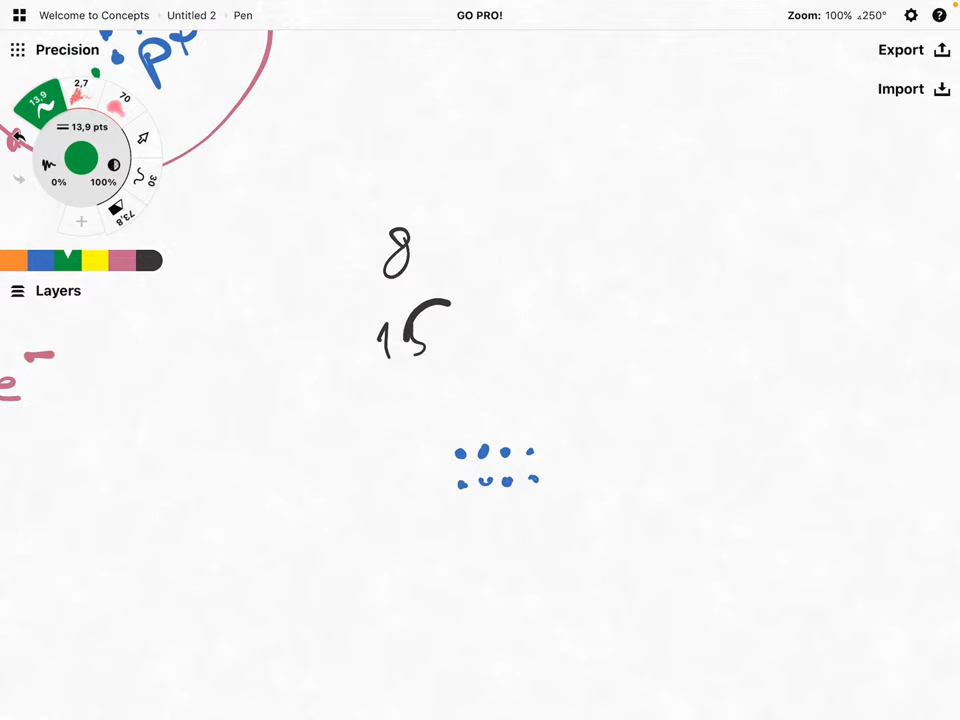 Welcome to Concepts › Untitled 2 › Pen
GO PRO!
Zoom: 100% ⊿250°
Precision
Export
Import
px
13,9
2,7
70
13,9 pts
0%
100%
30
73,8
Layers
8
15